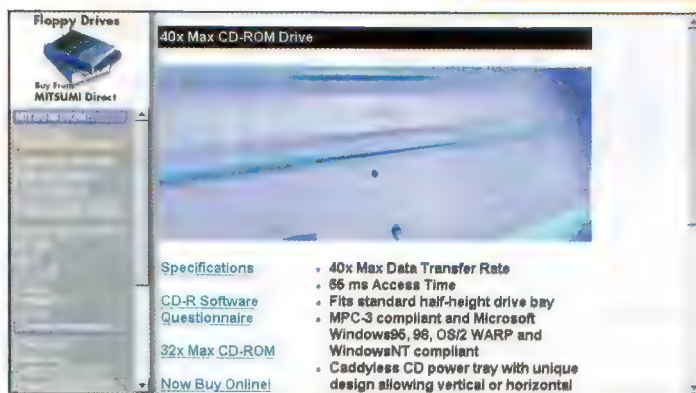 Floppy Drives
Buy From
MITSUMI Direct
40x Max CD-ROM Drive
Specifications
CD-R Software
Questionnaire
32x Max CD-ROM
Now Buy Online!
40x Max Data Transfer Rate
65 ms Access Time
Fits standard half-height drive bay
MPC-3 compliant and Microsoft
Windows95, 98, OS/2 WARP and
WindowsNT compliant
Caddyless CD power tray with unique
design allowing vertical or horizontal